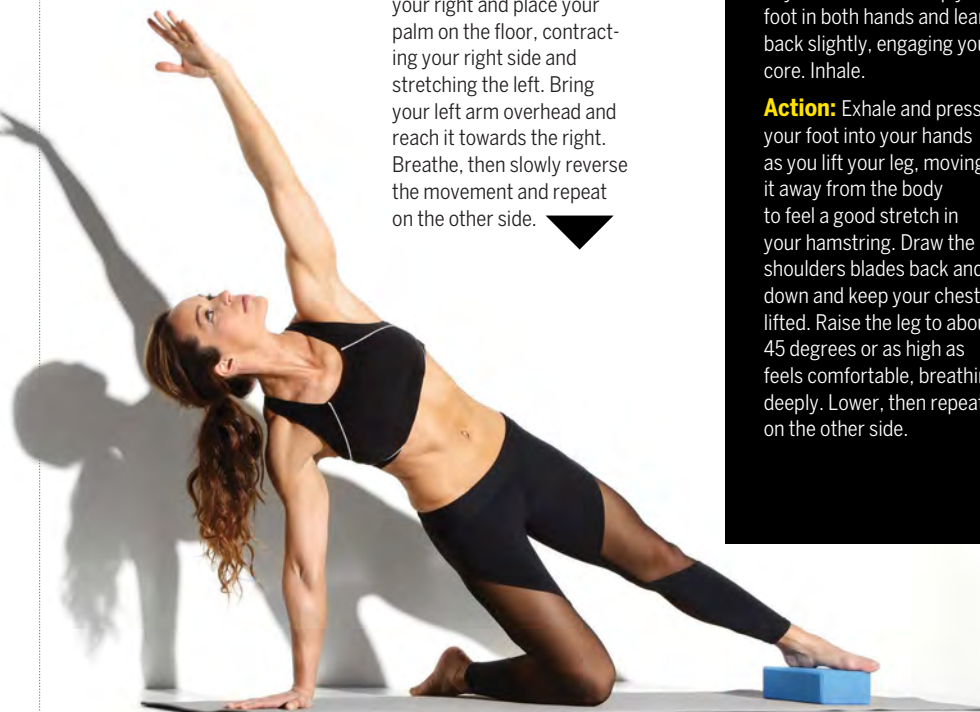 your right and place your
palm on the floor, contract-
ing your right side and
stretching the left. Bring
your left arm overhead and
reach it towards the right.
Breathe, then slowly reverse
the movement and repeat
on the other side.
foot in both hands and lean
back slightly, engaging you
core. Inhale.
Action: Exhale and press
your foot into your hands
as you lift your leg, moving
it away from the body
to feel a good stretch in
your hamstring. Draw the
shoulders blades back and
down and keep your chest
lifted. Raise the leg to abou
45 degrees or as high as
feels comfortable, breathin
deeply. Lower, then repeat
on the other side.